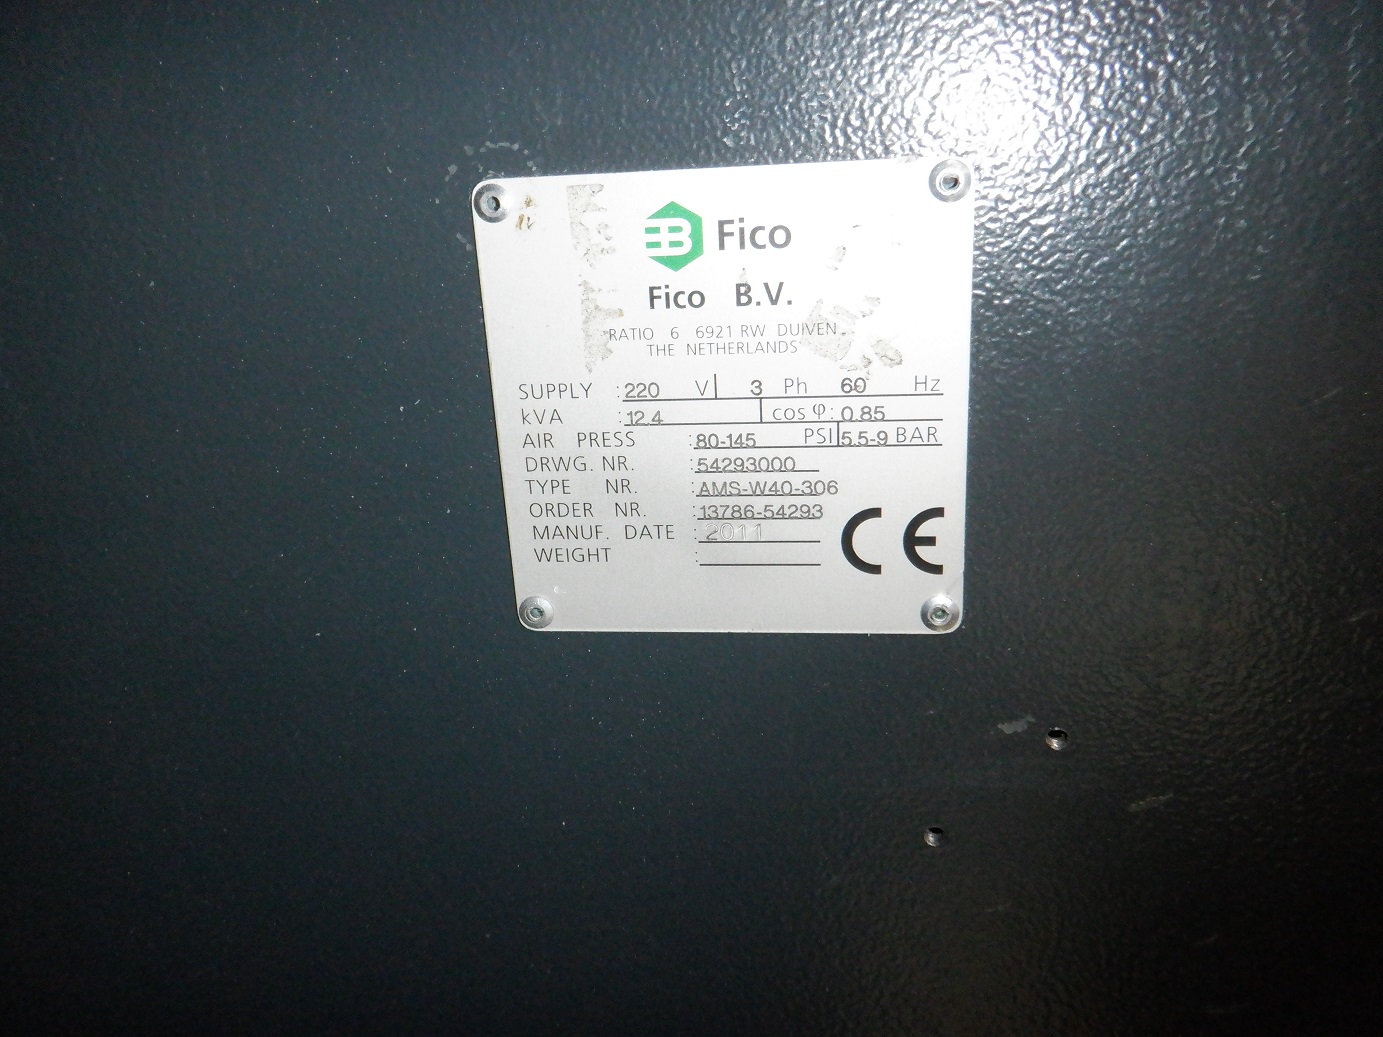 B Fico
Fico B.V.
RATIO 6 6921 RW DUIVEN
THE NETHERLANDS
SUPPLY : 220 V 3 Ph 60 Hz
kVA : 12.4 cos φ : 0.85
AIR PRESS : 80-145 PSI 5.5-9 BAR
DRWG. NR. : 54293000
TYPE NR. : AMS-W40-306
ORDER NR. : 13786-54293
MANUF. DATE : 2011
WEIGHT :
CE